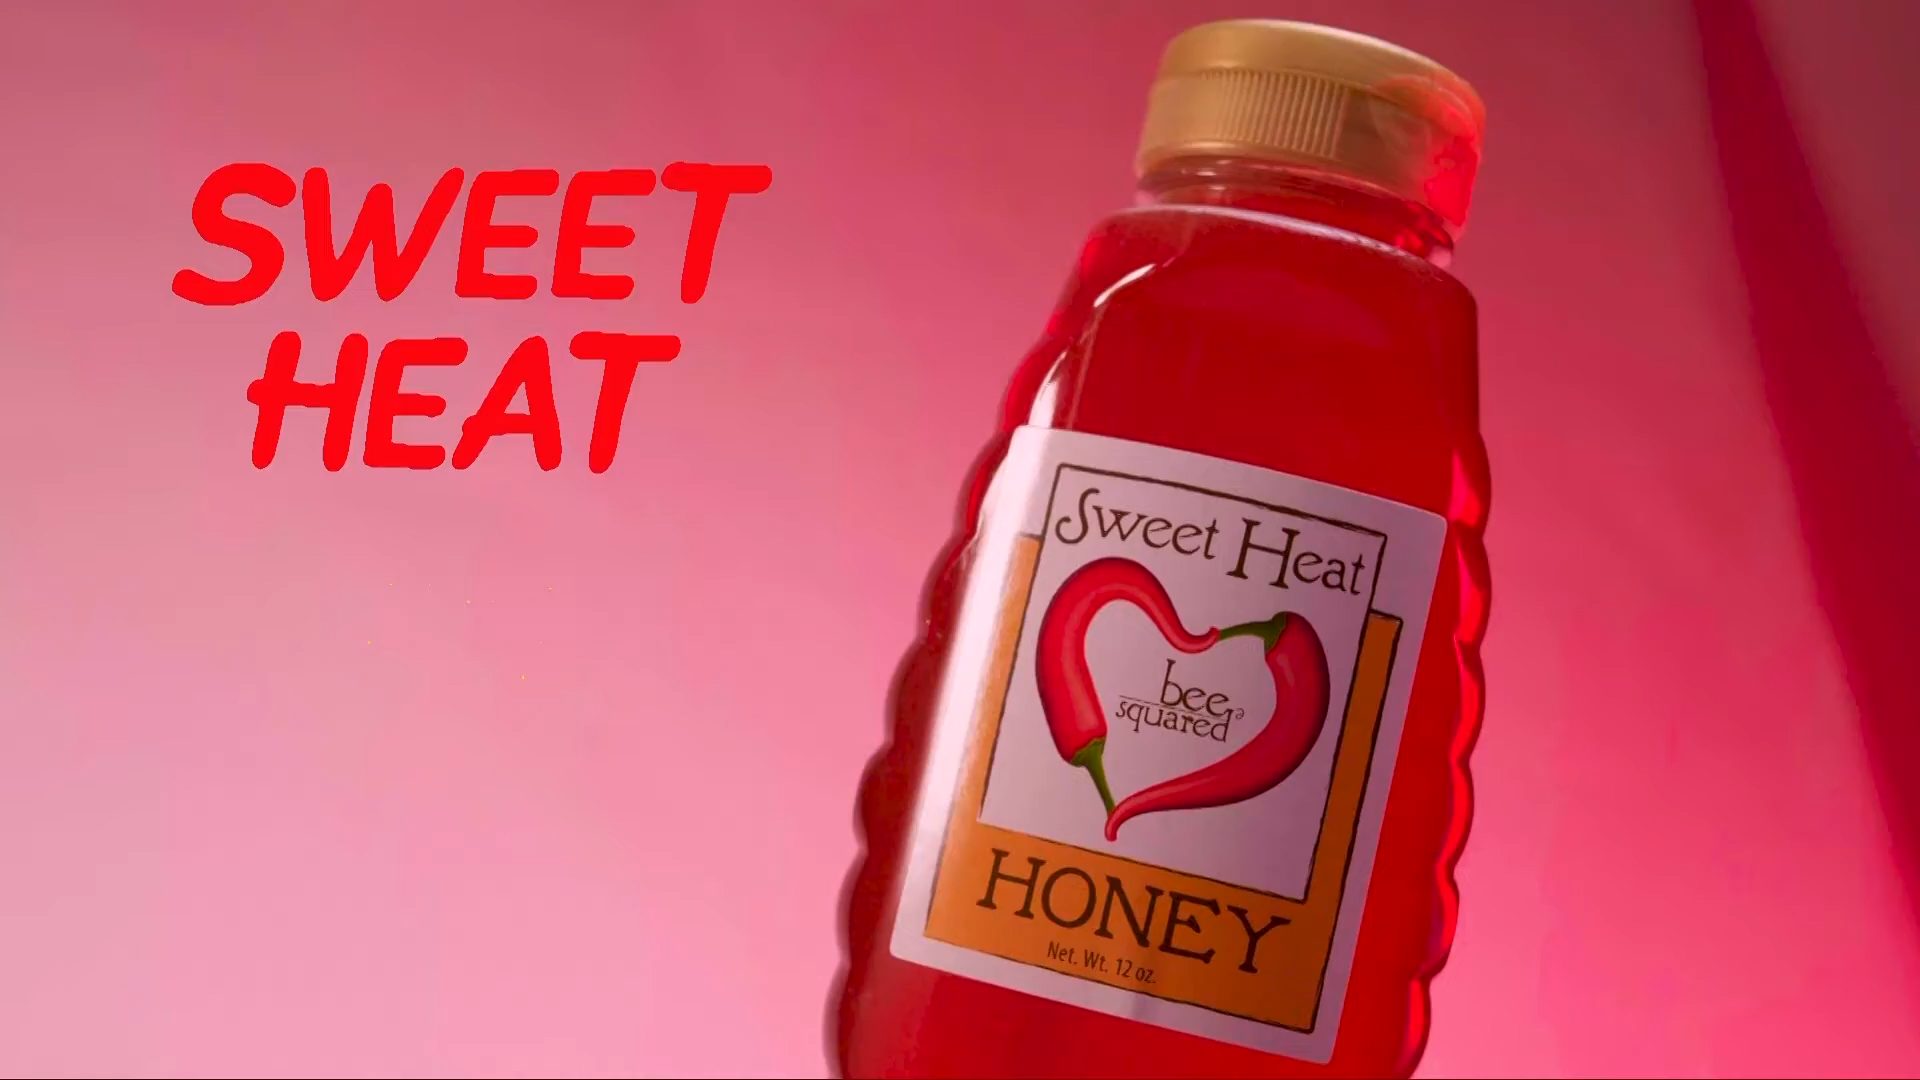 SWEET
HEAT
Sweet Heat
bee
squared
HONEY
Net. Wt. 12 oz.